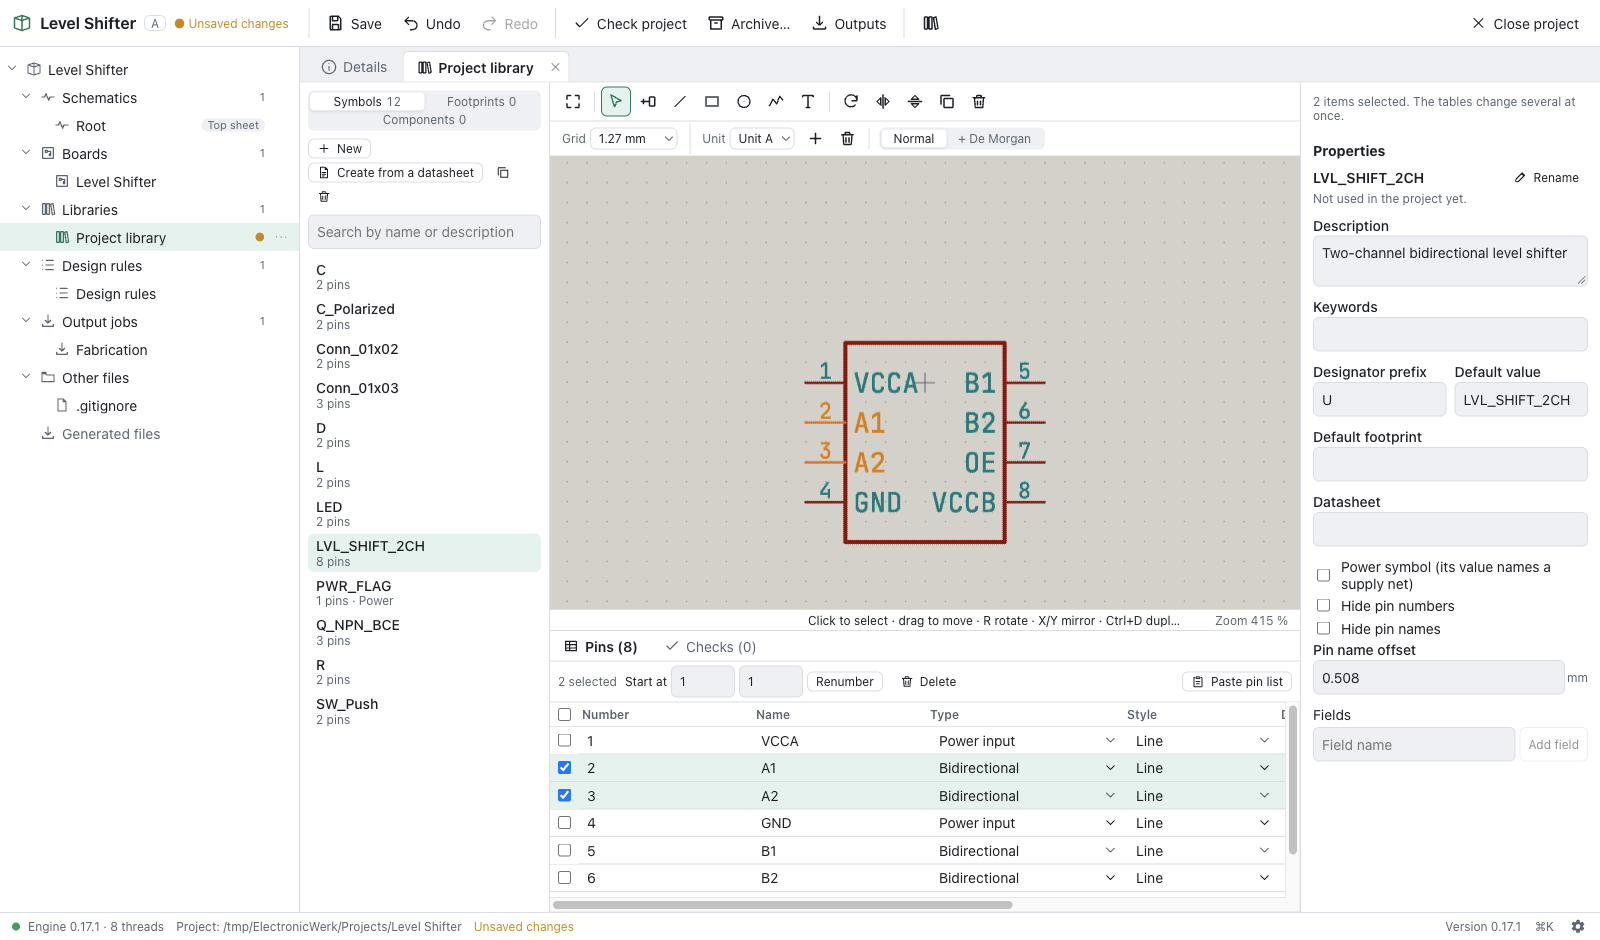 Level Shifter A Unsaved changes Save Undo Redo Check project Archive... Outputs Close project
Level Shifter
Schematics 1
Root Top sheet
Boards 1
Level Shifter
Libraries 1
Project library
Design rules 1
Design rules
Output jobs 1
Fabrication
Other files
.gitignore
Generated files
Details Project library
Symbols 12 Footprints 0
Components 0
New
Create from a datasheet
Search by name or description
C
2 pins
C_Polarized
2 pins
Conn_01x02
2 pins
Conn_01x03
3 pins
D
2 pins
L
2 pins
LED
2 pins
LVL_SHIFT_2CH
8 pins
PWR_FLAG
1 pins · Power
Q_NPN_BCE
3 pins
R
2 pins
SW_Push
2 pins
Grid 1.27 mm Unit Unit A Normal + De Morgan
1 VCCA B1 5
2 A1 B2 6
3 A2 OE 7
4 GND VCCB 8
Click to select · drag to move · R rotate · X/Y mirror · Ctrl+D dupl... Zoom 415 %
Pins (8) Checks (0)
2 selected Start at 1 1 Renumber Delete Paste pin list
Number Name Type Style
1 VCCA Power input Line
2 A1 Bidirectional Line
3 A2 Bidirectional Line
4 GND Power input Line
5 B1 Bidirectional Line
6 B2 Bidirectional Line
2 items selected. The tables change several at
once.
Properties
LVL_SHIFT_2CH Rename
Not used in the project yet.
Description
Two-channel bidirectional level shifter
Keywords
Designator prefix Default value
U LVL_SHIFT_2CH
Default footprint
Datasheet
Power symbol (its value names a
supply net)
Hide pin numbers
Hide pin names
Pin name offset
0.508 mm
Fields
Field name Add field
Engine 0.17.1 · 8 threads Project: /tmp/ElectronicWerk/Projects/Level Shifter Unsaved changes Version 0.17.1 ⌘K